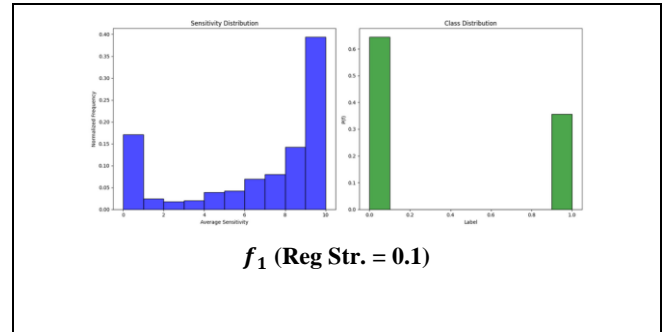 Sensitivity Distribution
Class Distribution
0.40
0.35
0.30
0.25
0.20
0.15
0.10
0.05
0.00
Normalized Frequency
0 2 4 6 8 10
Average Sensitivity
0.6
0.5
0.4
0.3
0.2
0.1
0.0
0.0 0.2 0.4 0.6 0.8 1.0
Label
f₁ (Reg Str. = 0.1)